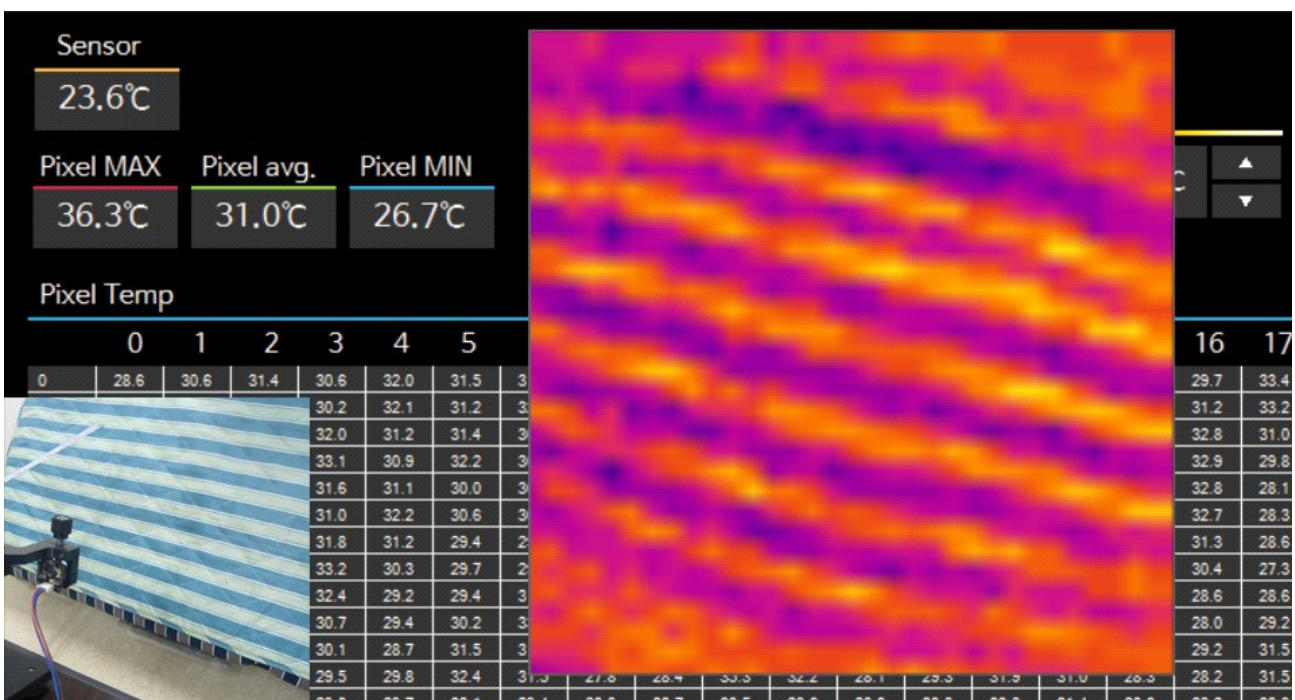 Sensor
23.6℃
Pixel MAX Pixel avg. Pixel MIN
36.3℃ 31.0℃ 26.7℃
℃
▲
▼
Pixel Temp
0 1 2 3 4 5 16 17
0 28.6 30.6 31.4 30.6 32.0 31.5 29.7 33.4
30.2 32.1 31.2 31.2 33.2
32.0 31.2 31.4 32.8 31.0
33.1 30.9 32.2 32.9 29.8
31.6 31.1 30.0 32.8 28.1
31.0 32.2 30.6 32.7 28.3
31.8 31.2 29.4 31.3 28.6
33.2 30.3 29.7 30.4 27.3
32.4 29.2 29.4 28.6 28.6
30.7 29.4 30.2 28.0 29.2
30.1 28.7 31.5 29.2 31.5
29.5 29.8 32.4 28.2 31.5